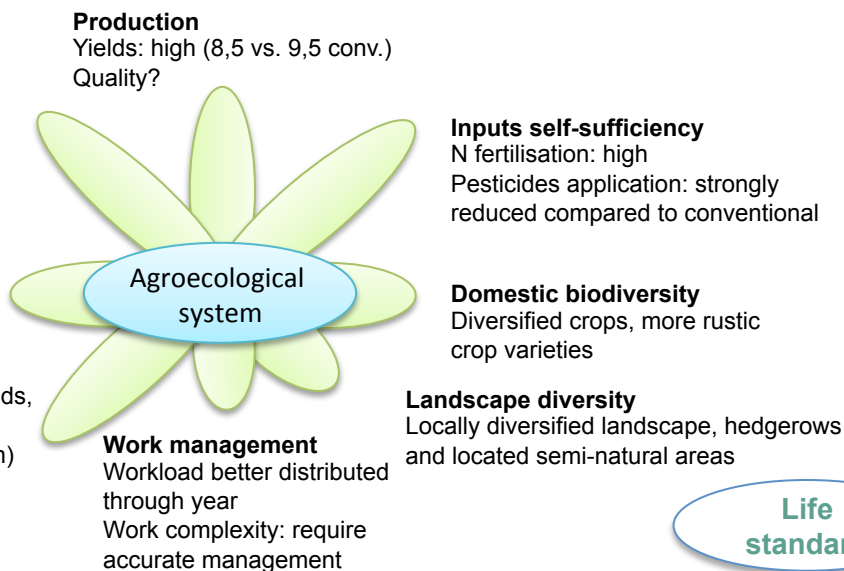 Production
Yields: high (8,5 vs. 9,5 conv.)
Quality?
Inputs self-sufficiency
N fertilisation: high
Pesticides application: strongly
reduced compared to conventional
Agroecological
system
Domestic biodiversity
Diversified crops, more rustic
crop varieties
Landscape diversity
Locally diversified landscape, hedgerows
and located semi-natural areas
Work management
Workload better distributed
through year
Work complexity: require
accurate management
Life